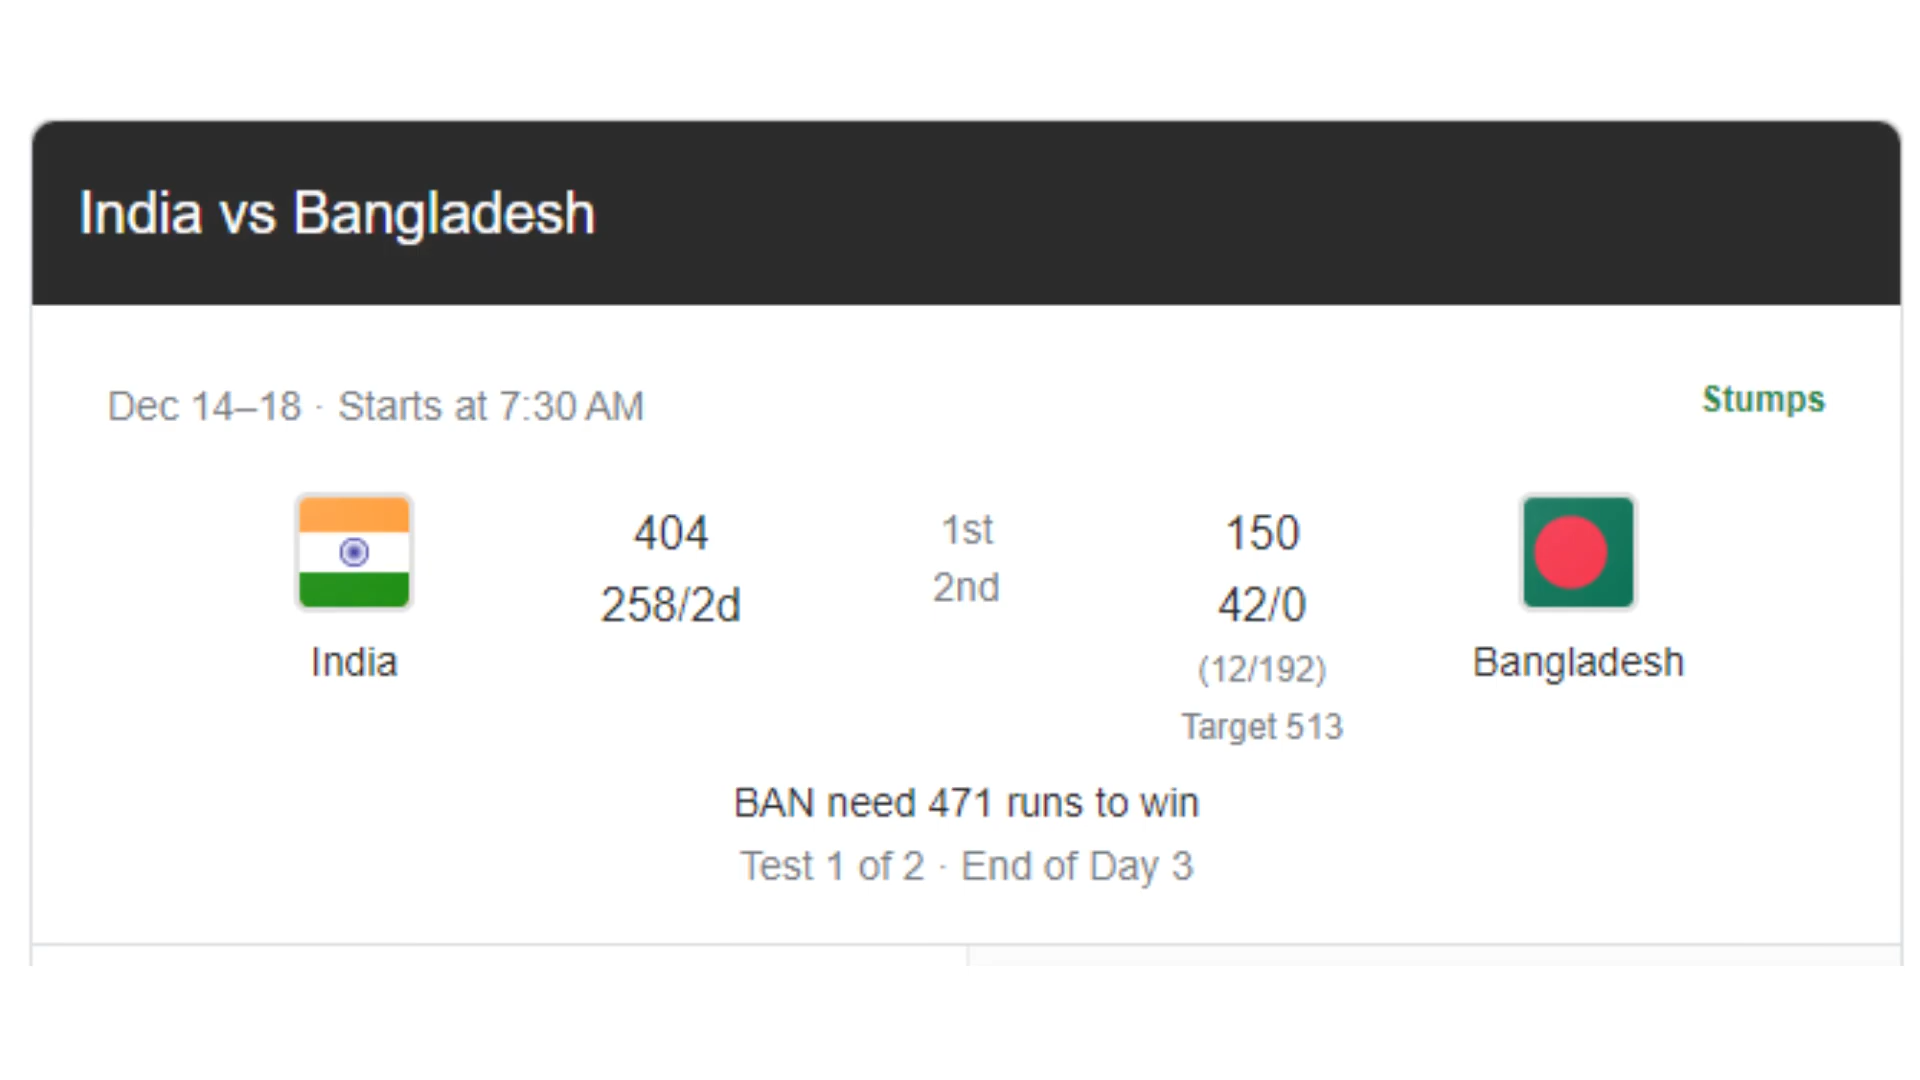 India vs Bangladesh
Dec 14–18 · Starts at 7:30 AM
Stumps
404 1st 150
258/2d 2nd 42/0
India (12/192) Bangladesh
Target 513
BAN need 471 runs to win
Test 1 of 2 · End of Day 3